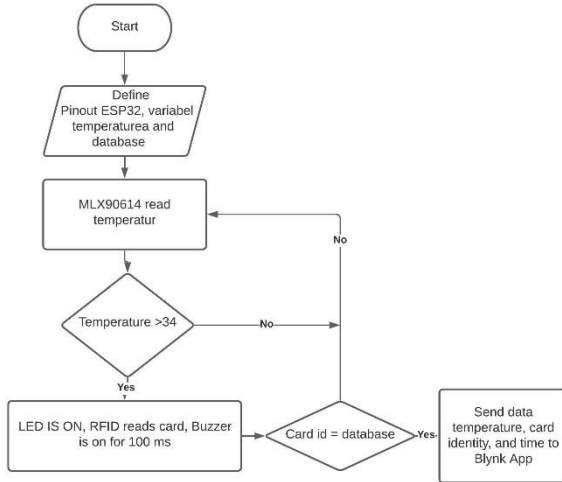 Start
Define
Pinout ESP32, variabel
temperaturea and
database
MLX90614 read
temperatur
No
Temperature >34
No
Yes
LED IS ON, RFID reads card, Buzzer
is on for 100 ms
Card id = database
Yes
Send data
temperature, card
identity, and time to
Blynk App